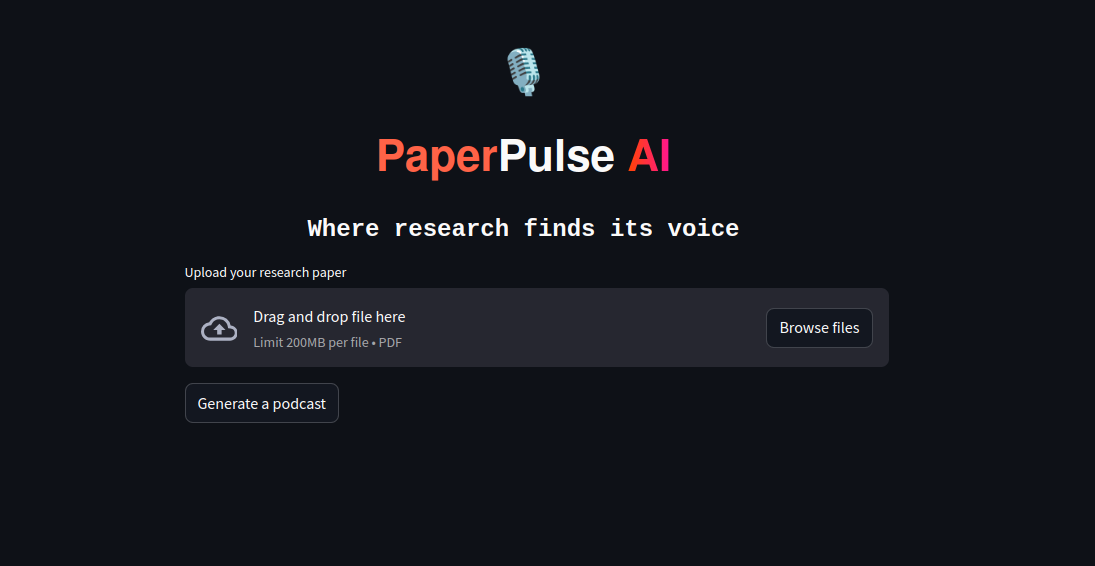 PaperPulse AI
Where research finds its voice
Upload your research paper
Drag and drop file here
Limit 200MB per file • PDF
Browse files
Generate a podcast